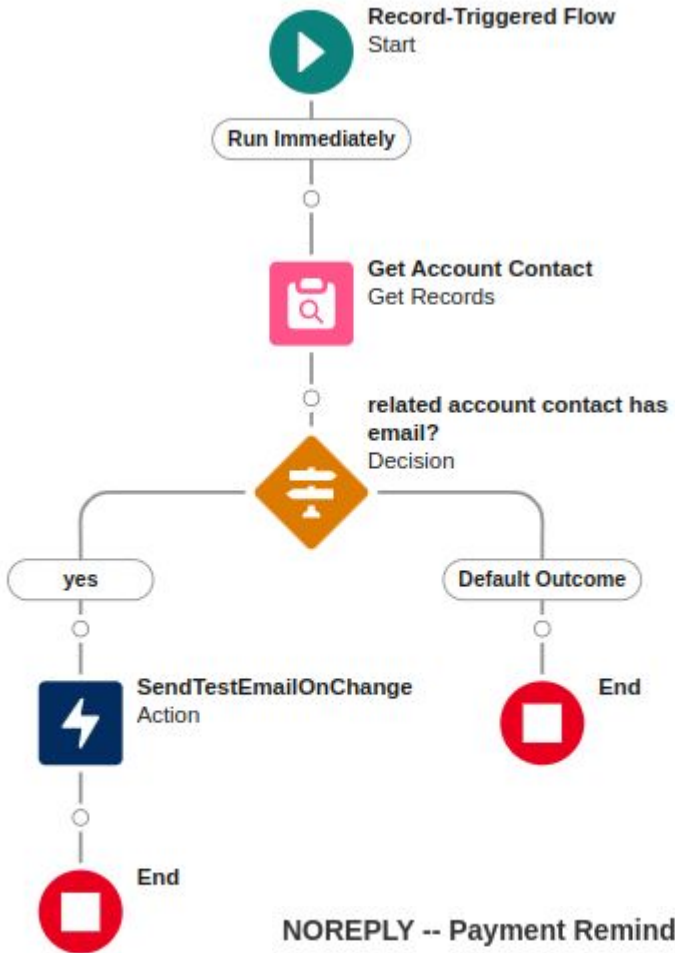 Record-Triggered Flow
Start
Run Immediately
Get Account Contact
Get Records
related account contact has
email?
Decision
yes
Default Outcome
SendTestEmailOnChange
Action
End
End
NOREPLY -- Payment Remind